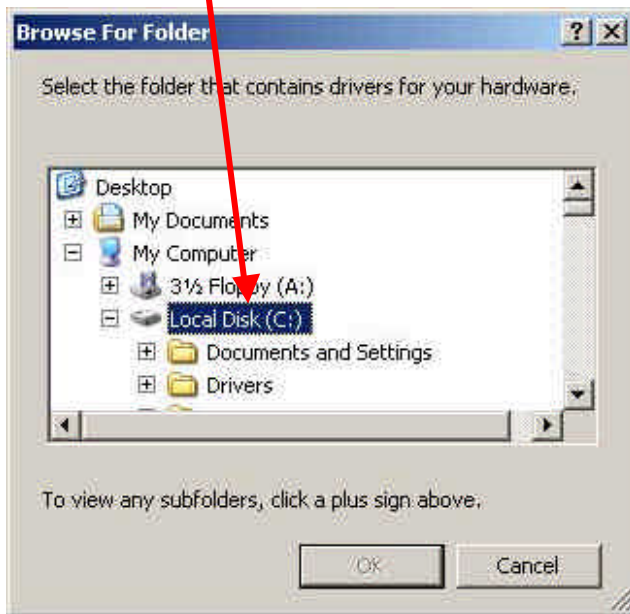 Browse For Folder
Select the folder that contains drivers for your hardware.
Desktop
My Documents
My Computer
3½ Floppy (A:)
Local Disk (C:)
Documents and Settings
Drivers
To view any subfolders, click a plus sign above.
OK Cancel